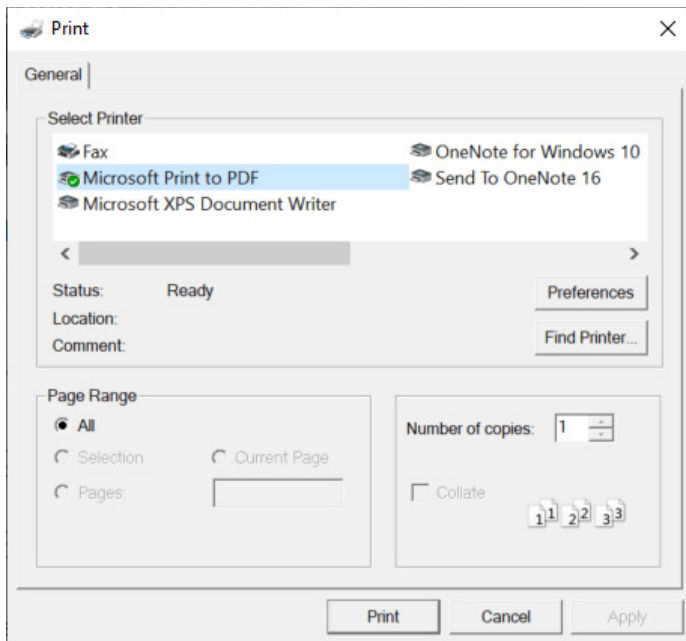 Print
General
Select Printer
Fax
OneNote for Windows 10
Microsoft Print to PDF
Send To OneNote 16
Microsoft XPS Document Writer
Status: Ready
Preferences
Location:
Comment:
Find Printer...
Page Range
All
Selection
Current Page
Pages:
Number of copies: 1
Collate
1 1 2 2 3 3
Print
Cancel
Apply